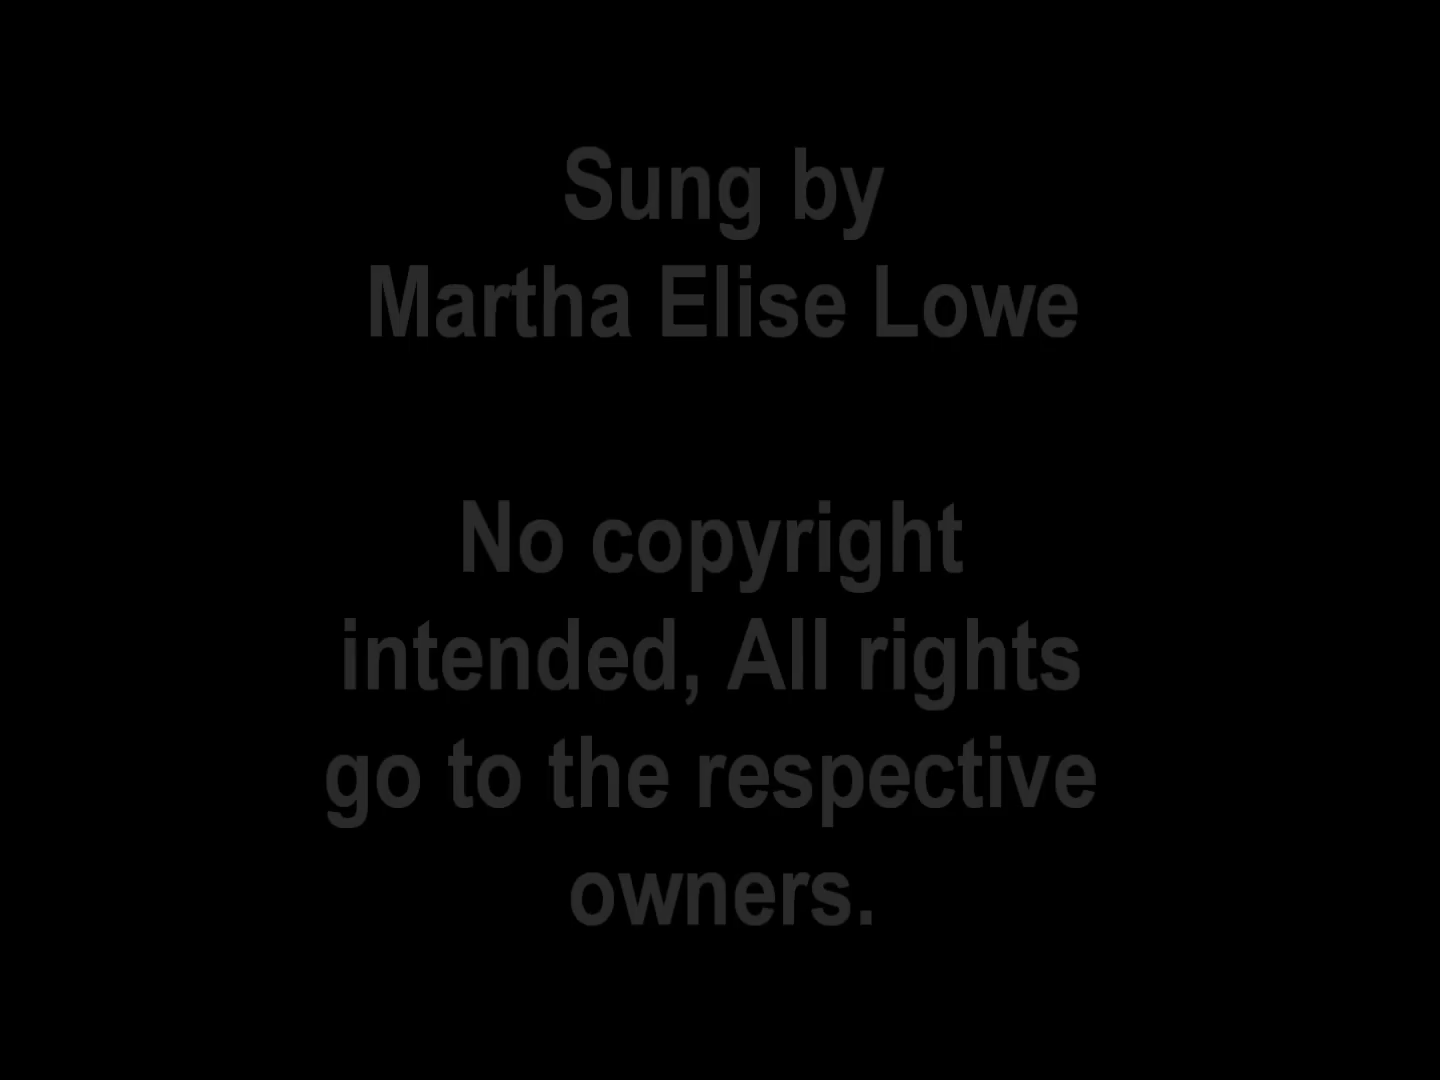 Sung by
Martha Elise Lowe
No copyright
intended, All rights
go to the respective
owners.